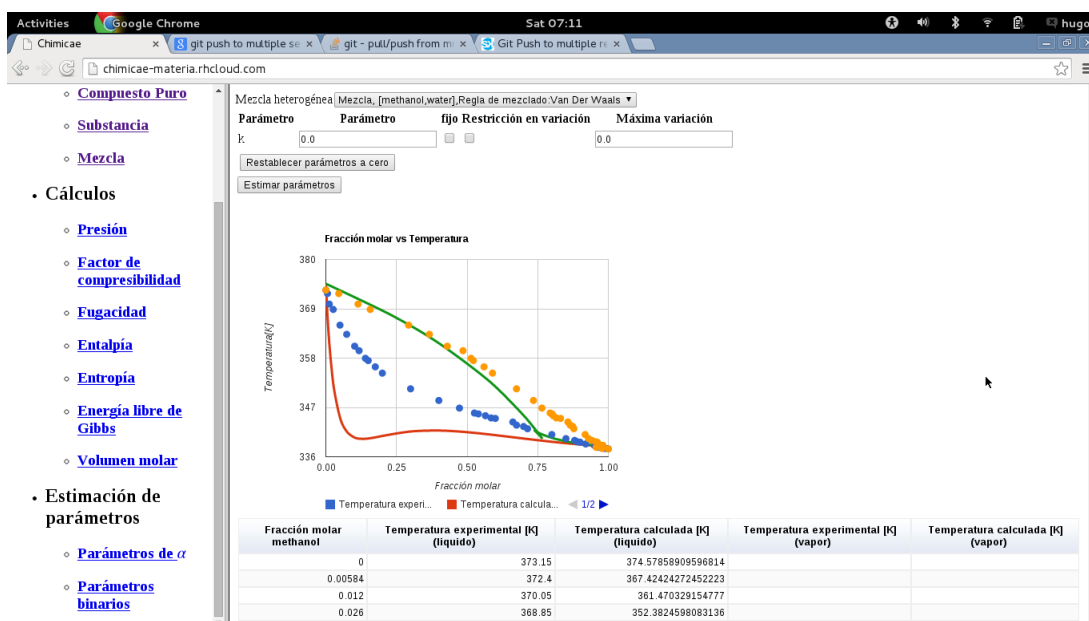 Activities
Google Chrome
Sat 07:11
hugo
Chimicae
git push to multiple se
git - pull/push from mu
Git Push to multiple re
chimicae-materia.rhcloud.com
Compuesto Puro
Substancia
Mezcla
Cálculos
Presión
Factor de
compresibilidad
Fugacidad
Entalpía
Entropía
Energía libre de
Gibbs
Volumen molar
Estimación de
parámetros
Parámetros de α
Parámetros
binarios
Mezcla heterogénea Mezcla, [methanol,water],Regla de mezclado:Van Der Waals
Parámetro Parámetro fijo Restricción en variación Máxima variación
k 0.0 0.0
Restablecer parámetros a cero
Estimar parámetros
Fracción molar vs Temperatura
380
369
358
347
336
Temperatura[K]
0.00 0.25 0.50 0.75 1.00
Fracción molar
Temperatura experi... Temperatura calcula... 1/2
Fracción molar Temperatura experimental [K] Temperatura calculada [K] Temperatura experimental [K] Temperatura calculada [K]
methanol (liquido) (liquido) (vapor) (vapor)
0 373.15 374.57858909596814
0.00584 372.4 367.42424272452223
0.012 370.05 361.470329154777
0.026 368.85 352.3824598083136